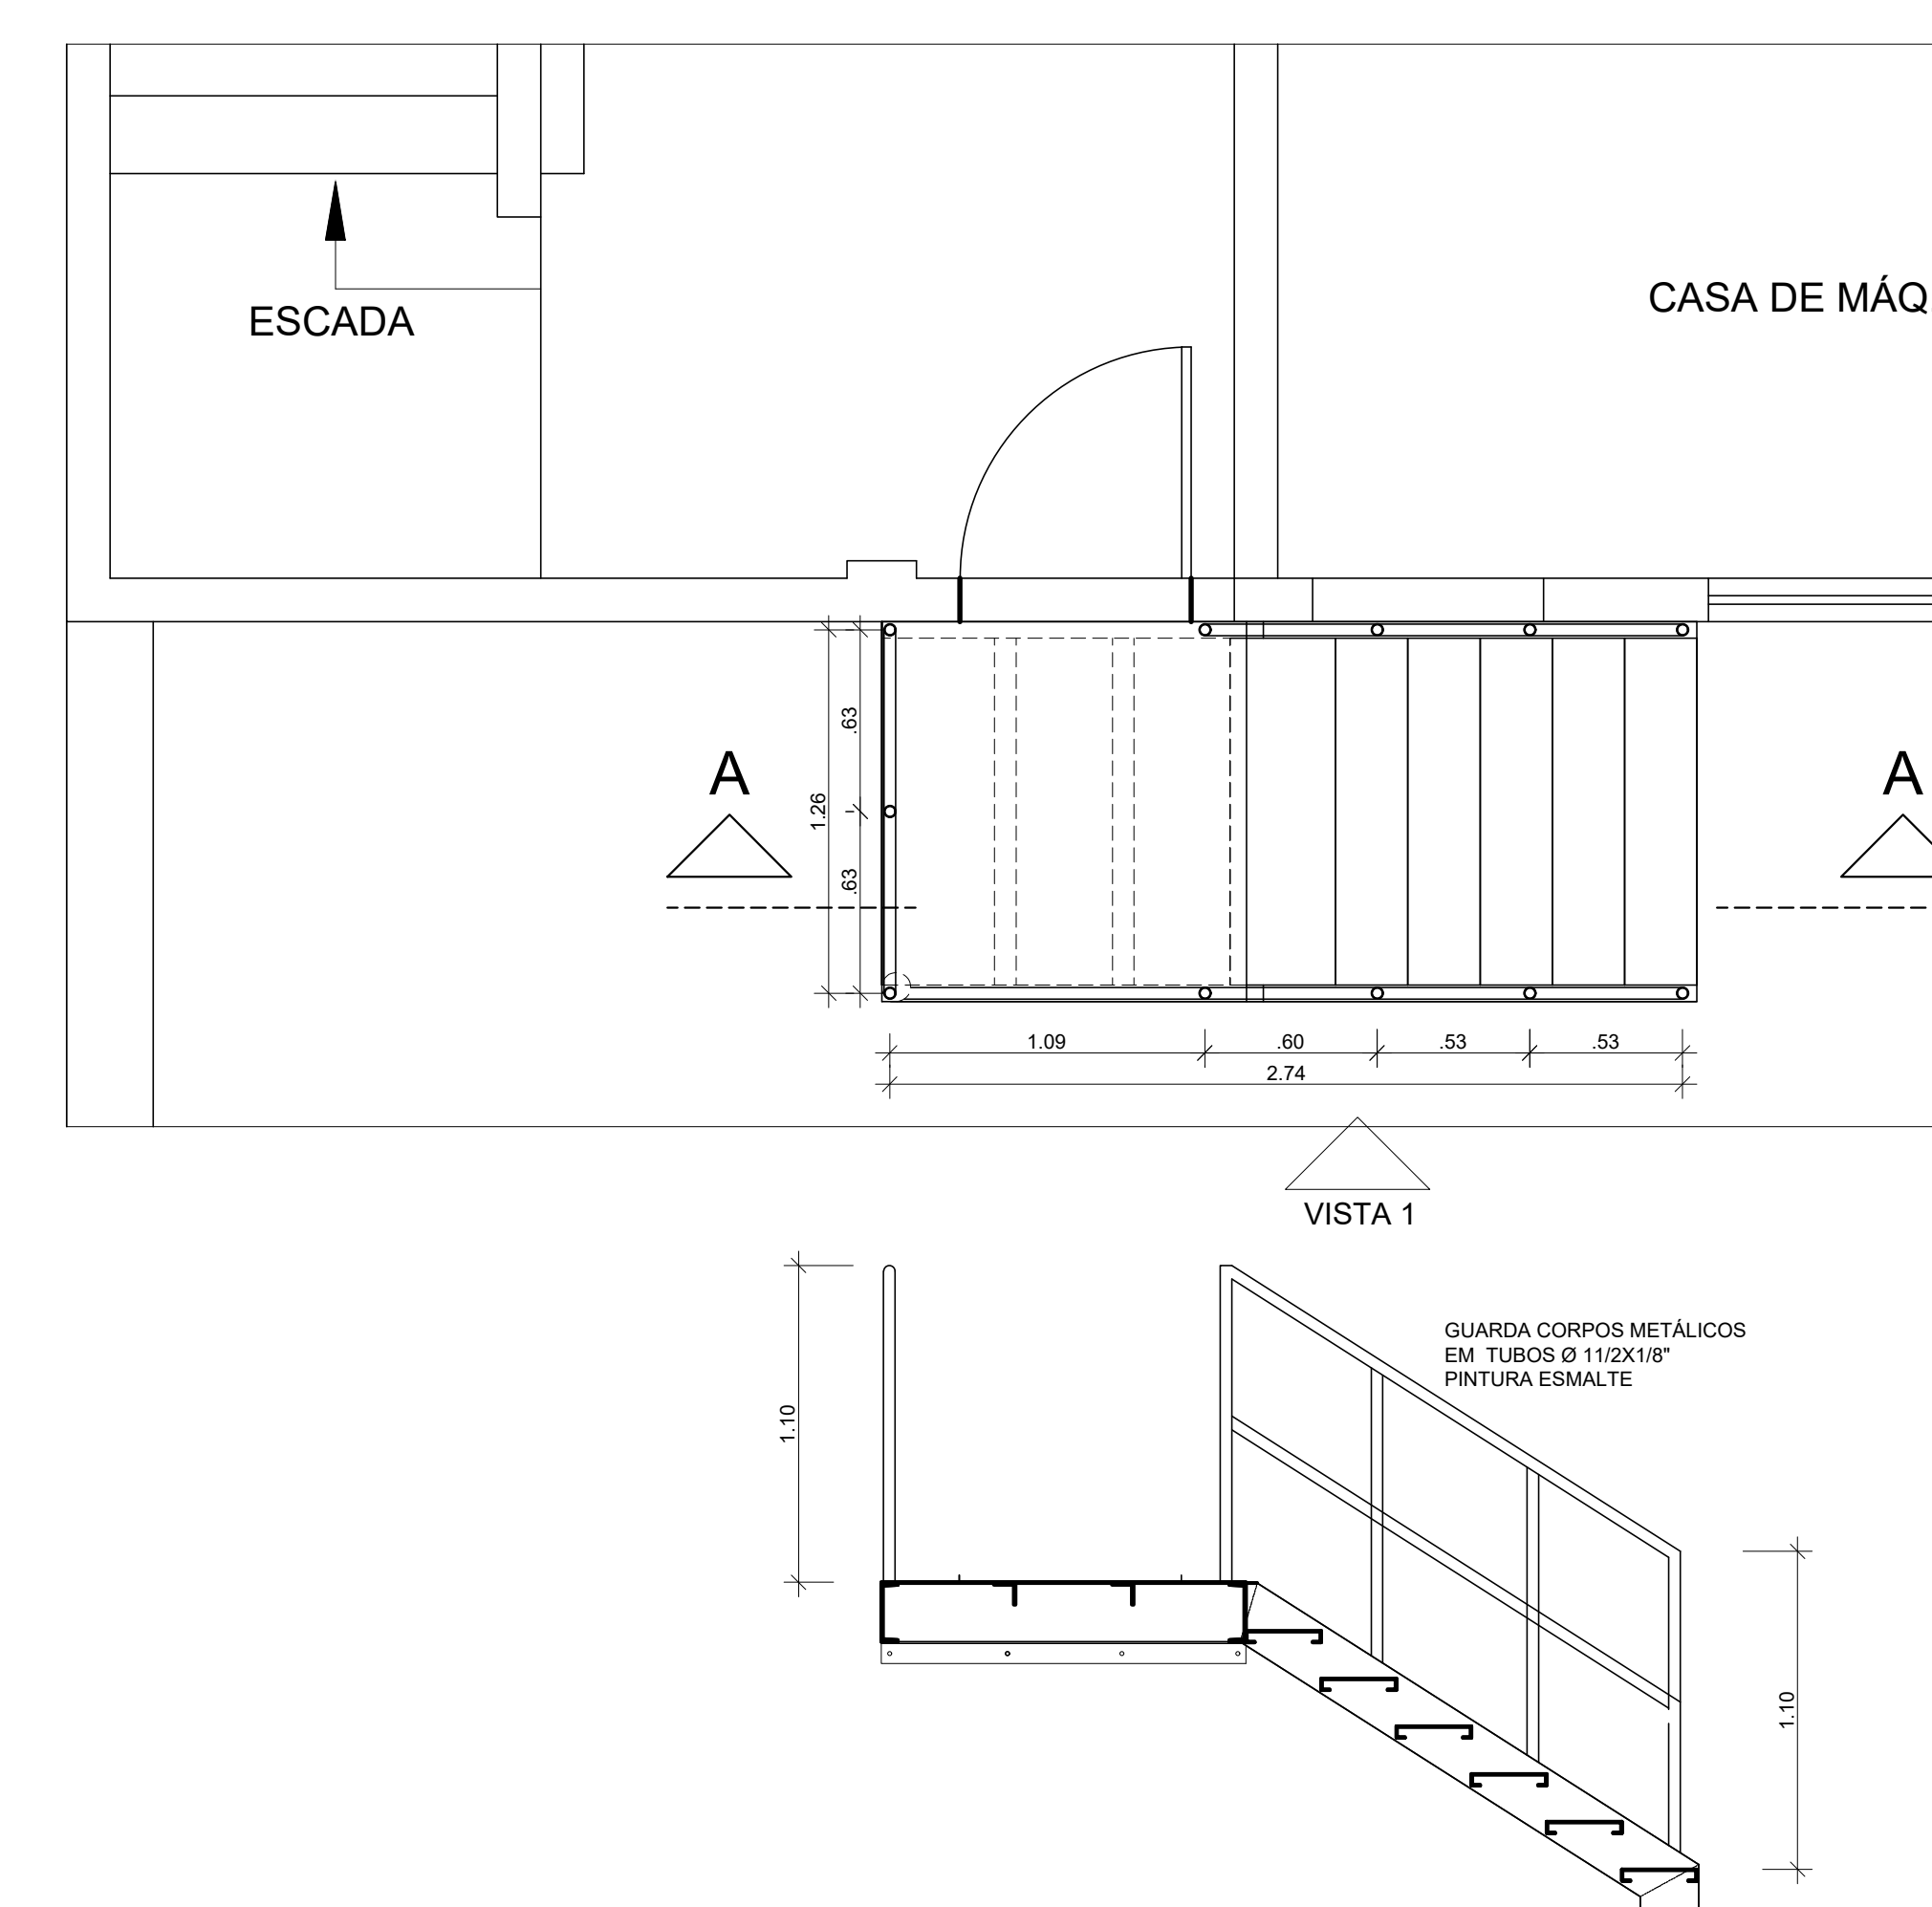 ESCADA
CASA DE MÁQ
.63
1.26
.63
A
A
1.09
.60
.53
.53
2.74
VISTA 1
GUARDA CORPOS METÁLICOS
EM TUBOS Ø 11/2X1/8"
PINTURA ESMALTE
1.10
1.10